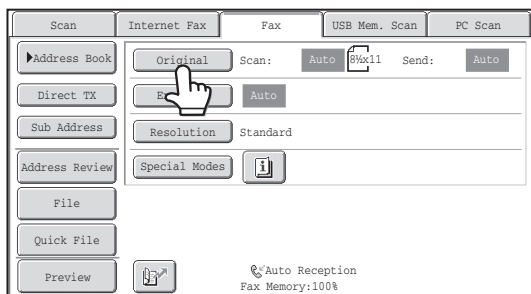 Scan Internet Fax Fax USB Mem. Scan PC Scan
Address Book Original Scan: Auto 8½x11 Send: Auto
Direct TX Auto
Sub Address Resolution Standard
Address Review Special Modes
File
Quick File
Preview Auto Reception
Fax Memory:100%